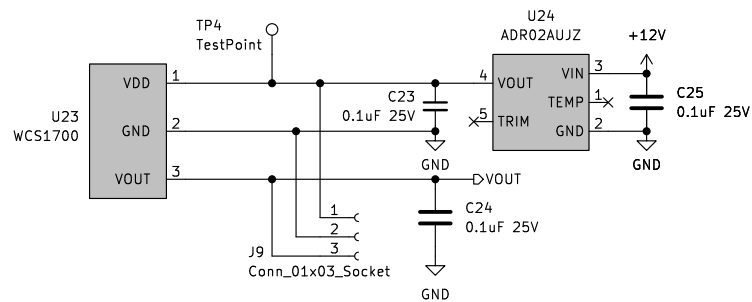 U24
ADR02AUJZ
TP4
TestPoint
+12V
U23
WCS1700
VDD 1
GND 2
VOUT 3
C23
0.1uF 25V
GND
4 VOUT
5 TRIM
VIN 3
TEMP 1
GND 2
C25
0.1uF 25V
GND
VOUT
C24
0.1uF 25V
GND
1
2
3
J9
Conn_01x03_Socket